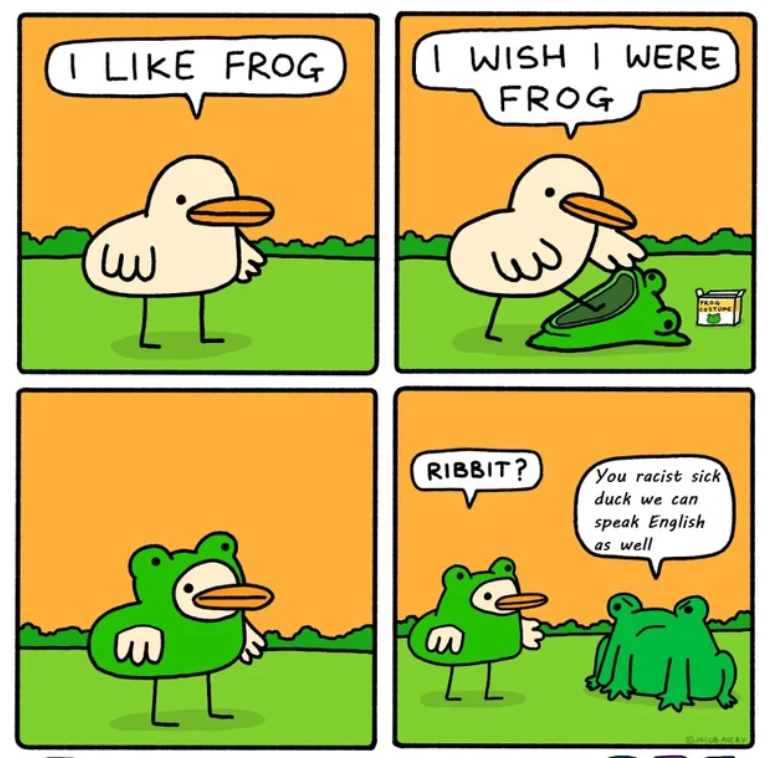 I LIKE FROG
I WISH I WERE
FROG
FROG
COSTUME
RIBBIT?
You racist sick
duck we can
speak English
as well
©JACOB AVERY